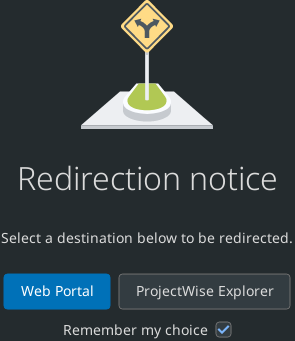 Redirection notice
Select a destination below to be redirected.
Web Portal
ProjectWise Explorer
Remember my choice